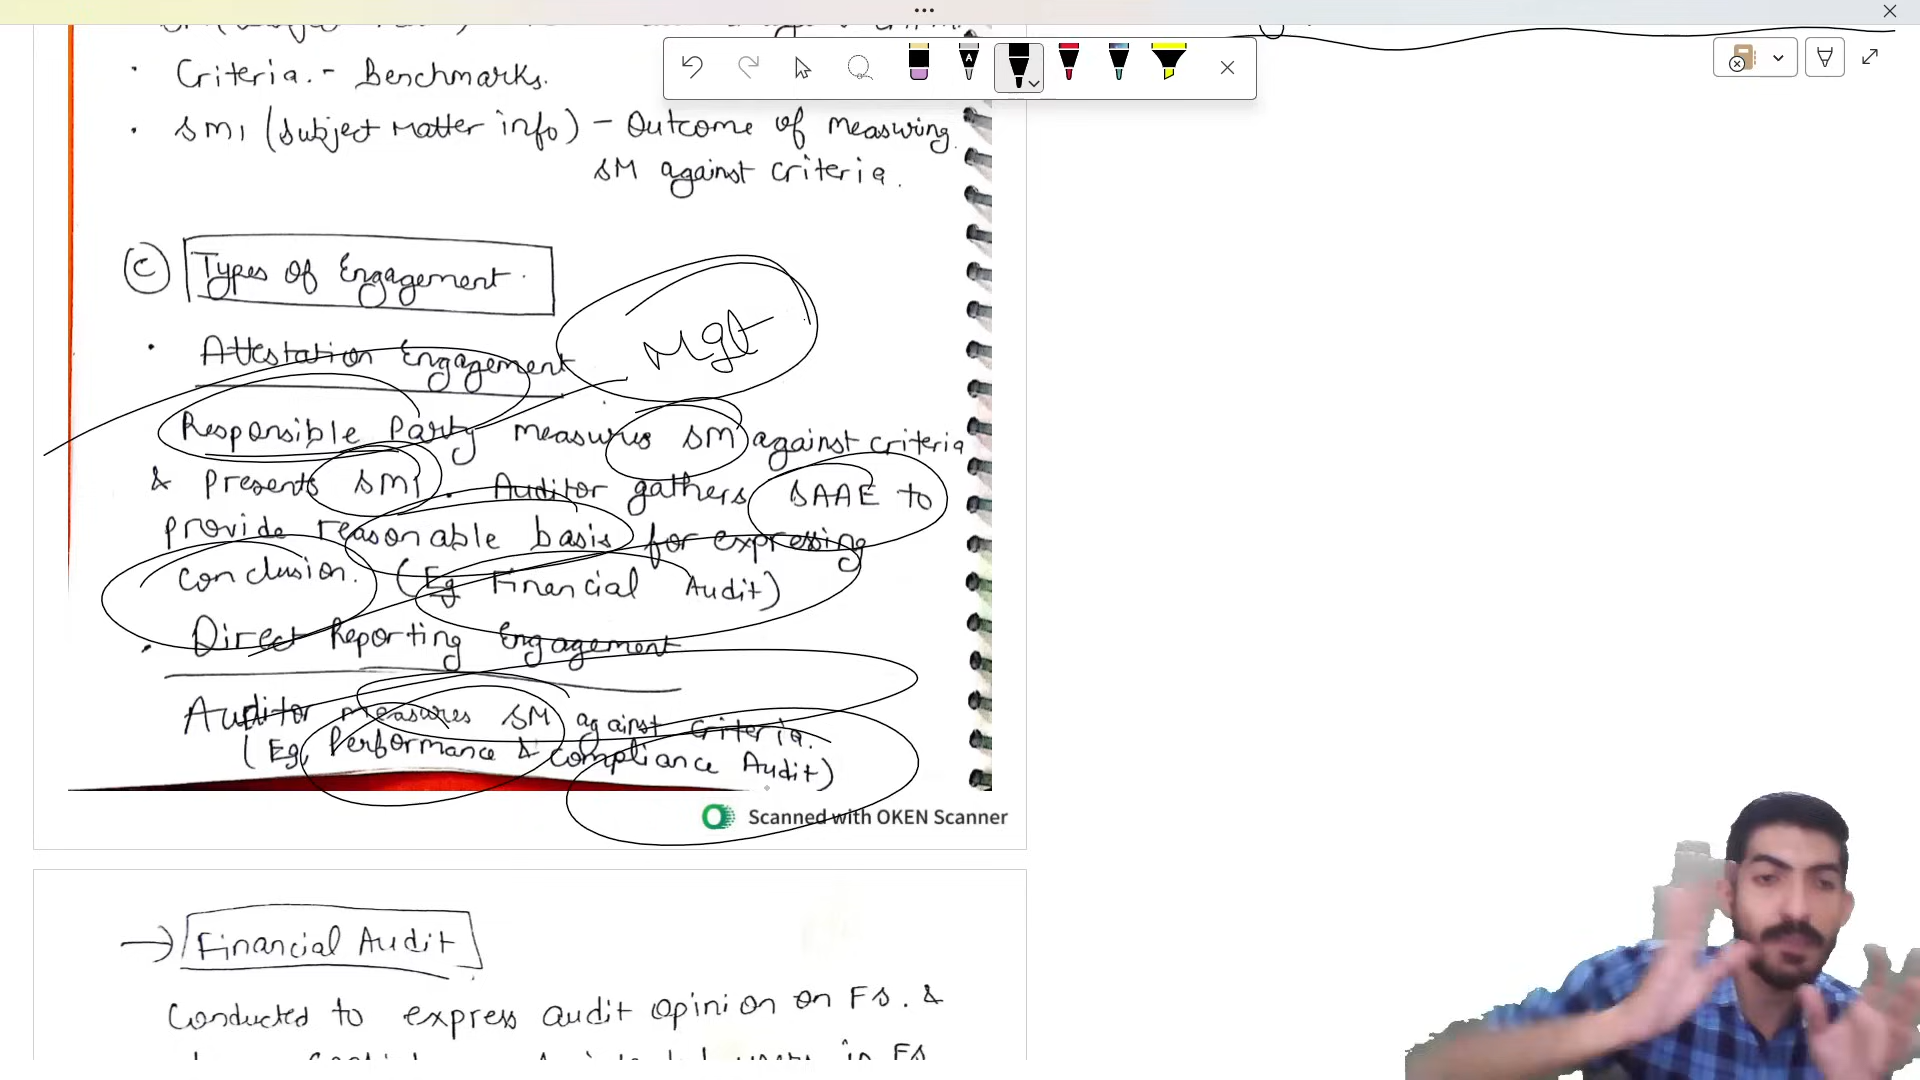 • Criteria. - Benchmarks.
• SMI (Subject Matter info) - Outcome of measuring
SM against criteria.
C Types of Engagement.
• Attestation Engagement
Mgt
Responsible Party measures SM against criteria
& presents SMI. Auditor gathers SAAE to
provide reasonable basis for expressing
conclusion. (Eg Financial Audit)
• Direct Reporting Engagement
Auditor measures SM against criteria.
(Eg, Performance & Compliance Audit)
Scanned with OKEN Scanner
→ Financial Audit
Conducted to express audit opinion on FS. &